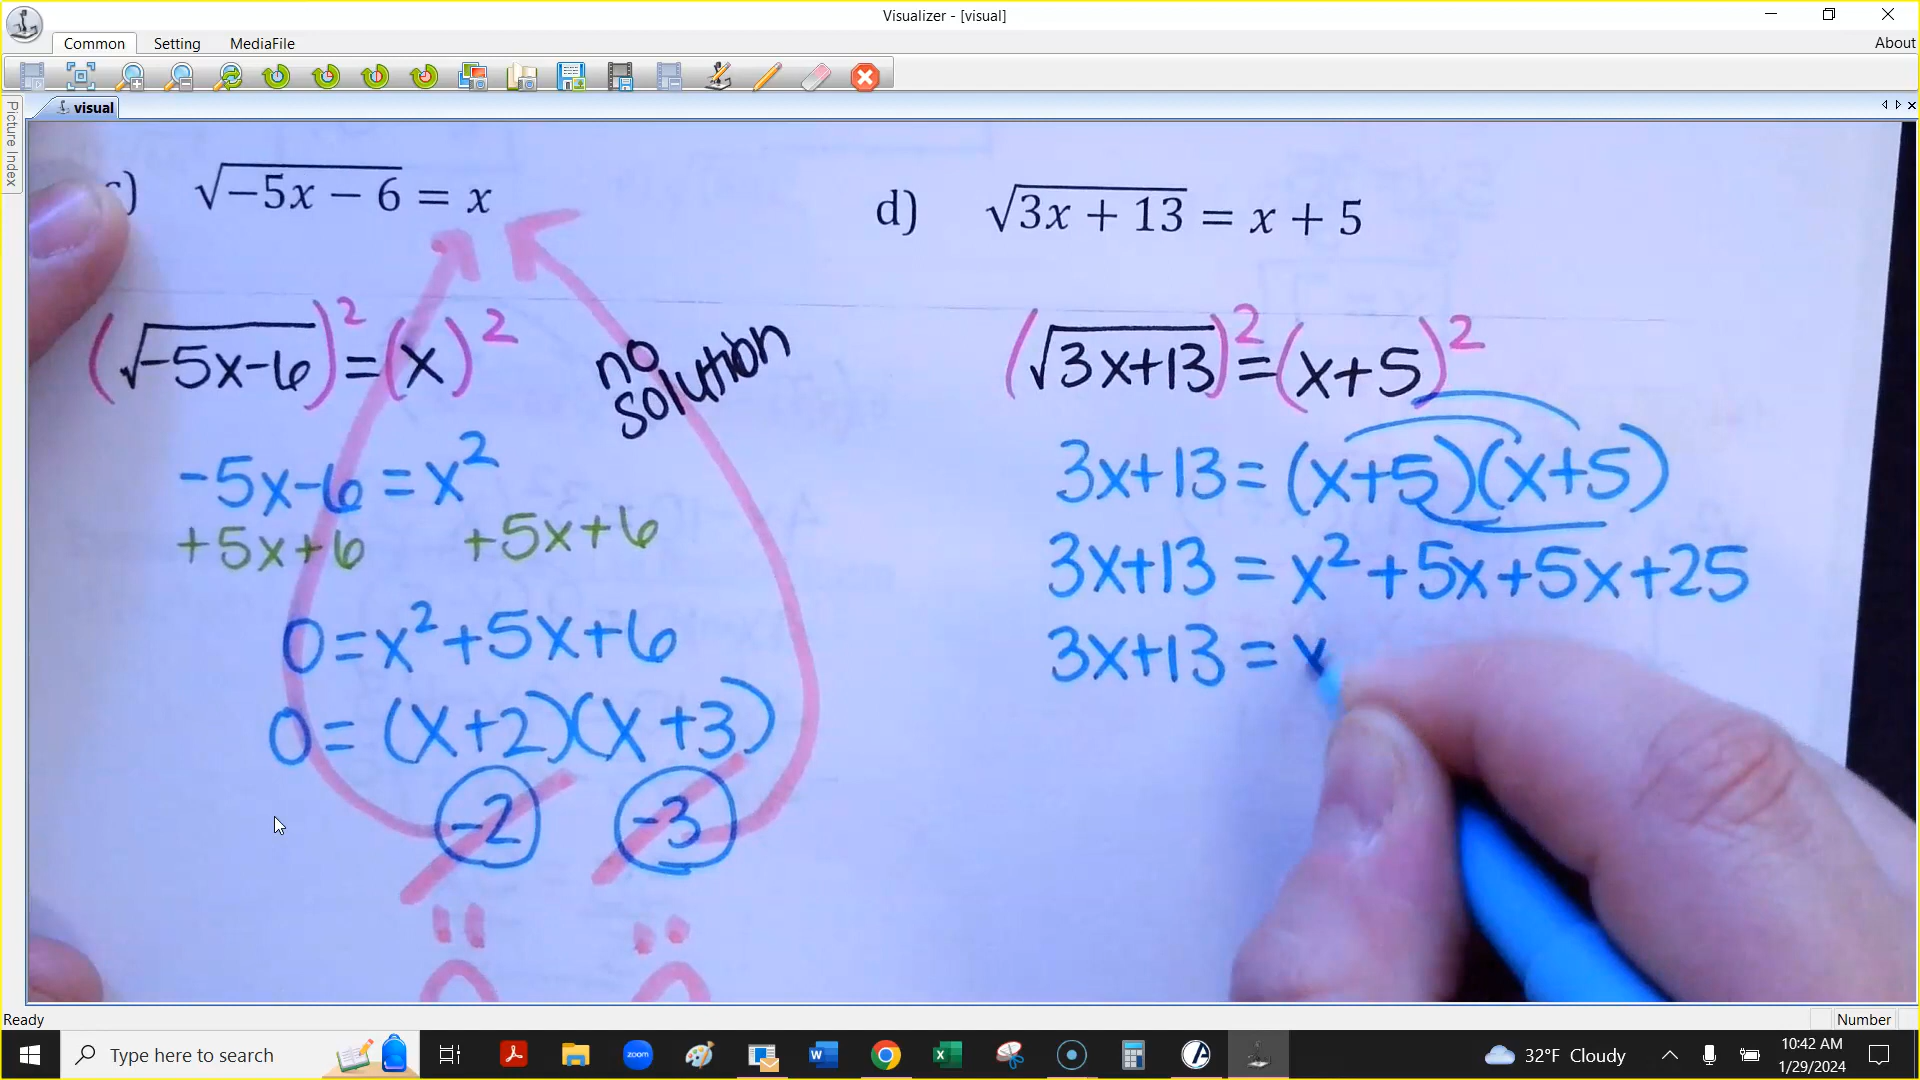 Visualizer - [visual]
Common Setting MediaFile About
visual
Picture Index
c) √−5x − 6 = x
(√-5x-6)² = (x)²
no
solution
-5x-6 = x²
+5x+6 +5x+6
0 = x² + 5x + 6
0 = (x+2)(x+3)
-2 -3
d) √3x + 13 = x + 5
(√3x+13)² = (x+5)²
3x+13 = (x+5)(x+5)
3x+13 = x² + 5x + 5x + 25
3x+13 = x
Ready Number
Type here to search
zoom
32°F Cloudy
10:42 AM
1/29/2024